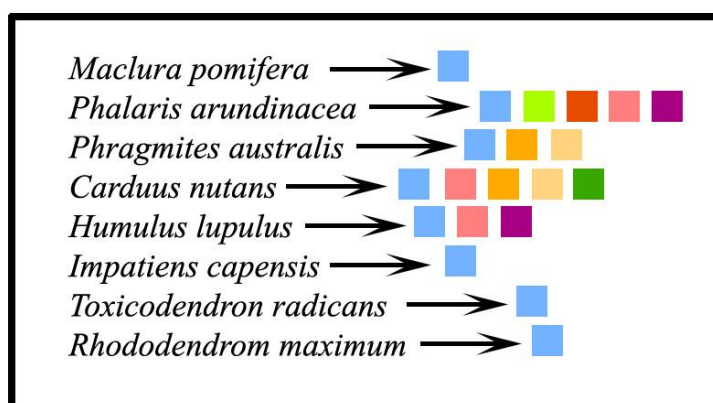 Maclura pomifera
Phalaris arundinacea
Phragmites australis
Carduus nutans
Humulus lupulus
Impatiens capensis
Toxicodendron radicans
Rhododendrom maximum